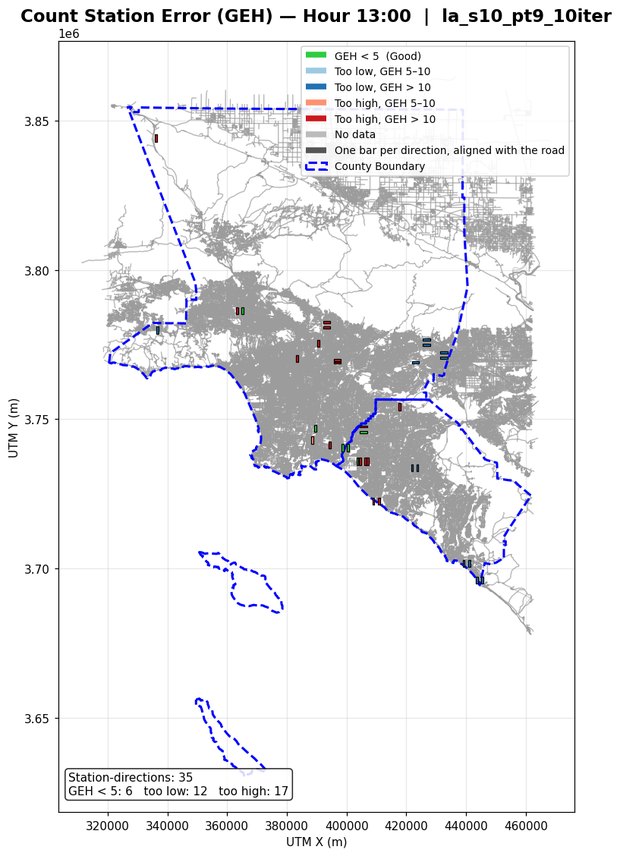 Count Station Error (GEH) — Hour 13:00 | la_s10_pt9_10iter
1e6
GEH < 5 (Good)
Too low, GEH 5–10
Too low, GEH > 10
Too high, GEH 5–10
Too high, GEH > 10
No data
One bar per direction, aligned with the road
County Boundary
3.85
3.80
3.75
3.70
3.65
UTM Y (m)
Station-directions: 35
GEH < 5: 6 too low: 12 too high: 17
320000 340000 360000 380000 400000 420000 440000 460000
UTM X (m)